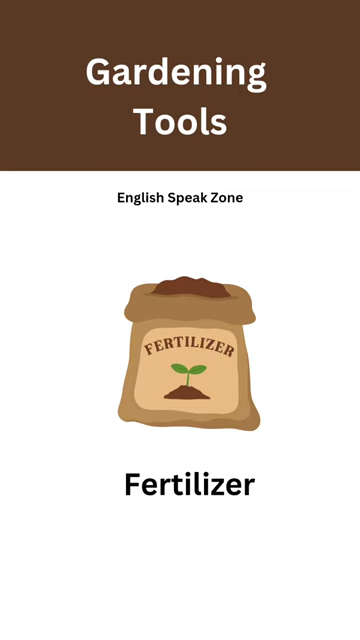 Gardening
Tools
English Speak Zone
FERTILIZER
Fertilizer